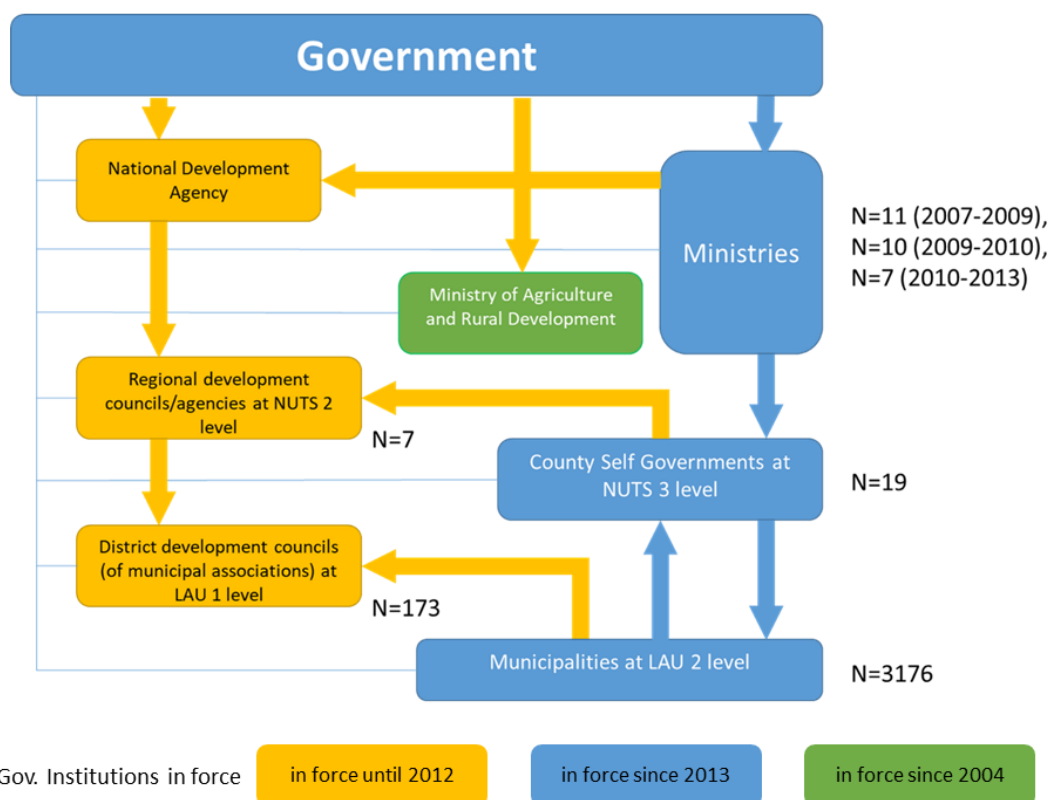 Government
National Development
Agency
Ministries
N=11 (2007-2009),
N=10 (2009-2010),
N=7 (2010-2013)
Ministry of Agriculture
and Rural Development
Regional development
councils/agencies at NUTS 2
level
N=7
County Self Governments at
NUTS 3 level
N=19
District development councils
(of municipal associations) at
LAU 1 level
N=173
Municipalities at LAU 2 level
N=3176
Gov. Institutions in force
in force until 2012
in force since 2013
in force since 2004